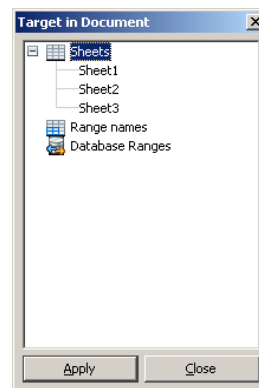 Target in Document
Sheets
Sheet1
Sheet2
Sheet3
Range names
Database Ranges
Apply
Close